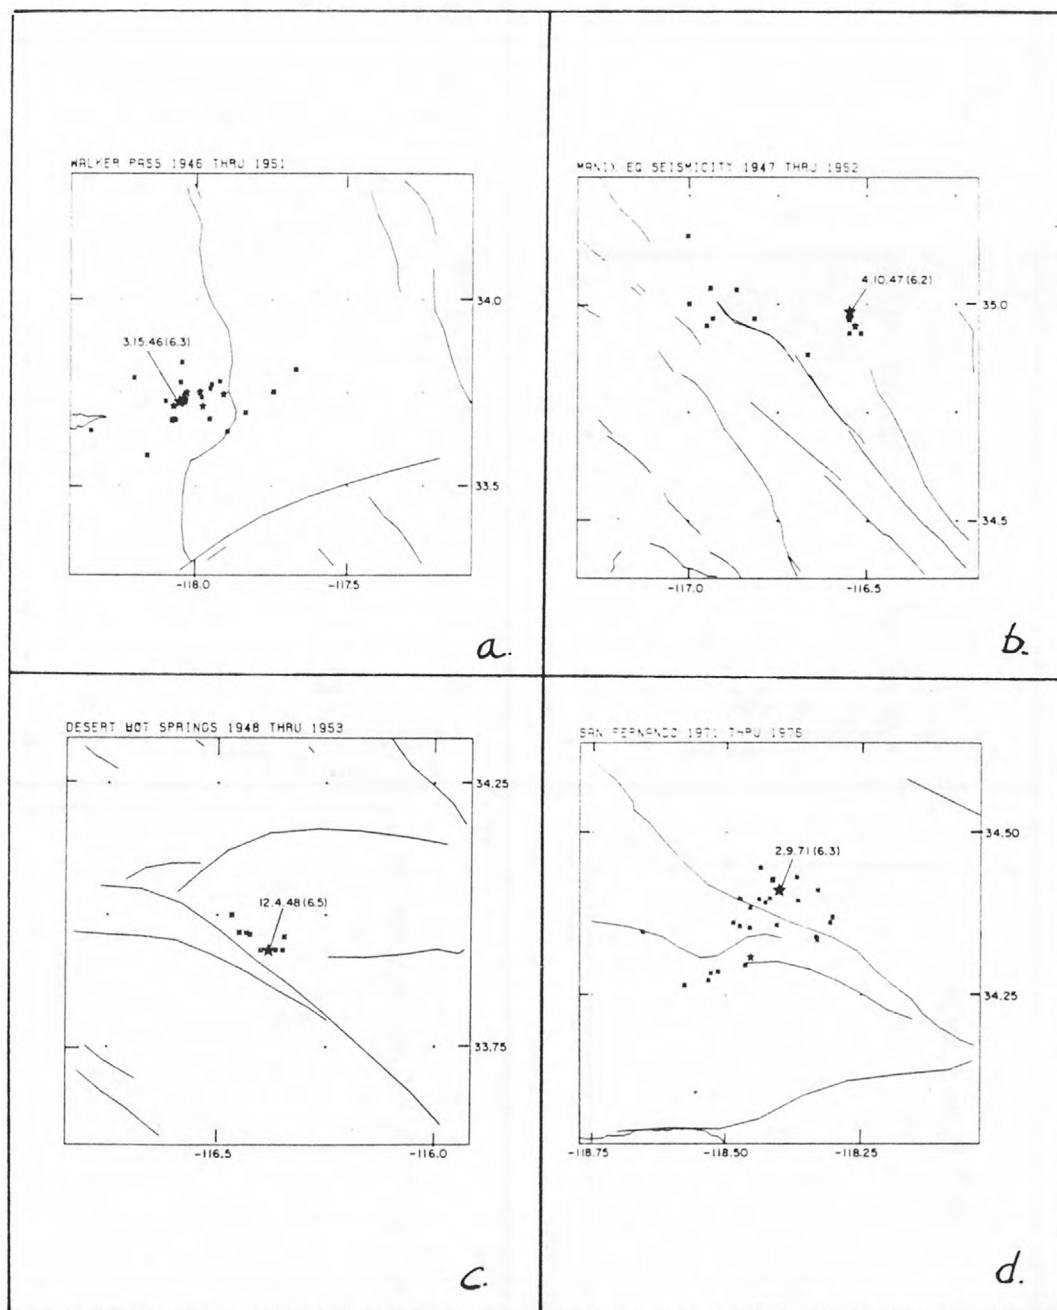 WALKER PASS 1946 THRU 1951
3.15.46(6.3)
34.0
33.5
-118.0
-117.5
a.
MANIX EQ SEISMICITY 1947 THRU 1952
4.10.47(6.2)
35.0
34.5
-117.0
-116.5
b.
DESERT HOT SPRINGS 1948 THRU 1953
34.25
12.4.48(6.5)
33.75
-116.5
-116.0
c.
SAN FERNANDO 1971 THRU 1976
34.50
2.9.71(6.3)
34.25
-118.75
-118.50
-118.25
d.